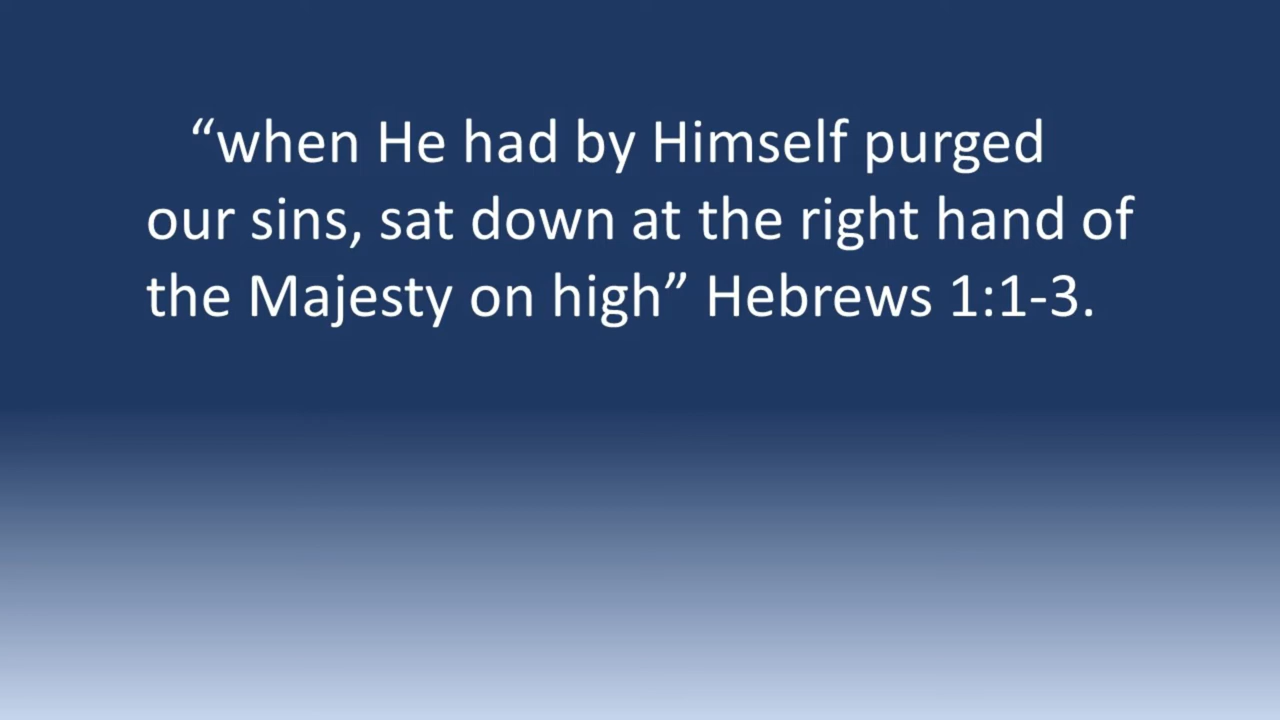 “when He had by Himself purged
our sins, sat down at the right hand of
the Majesty on high” Hebrews 1:1-3.